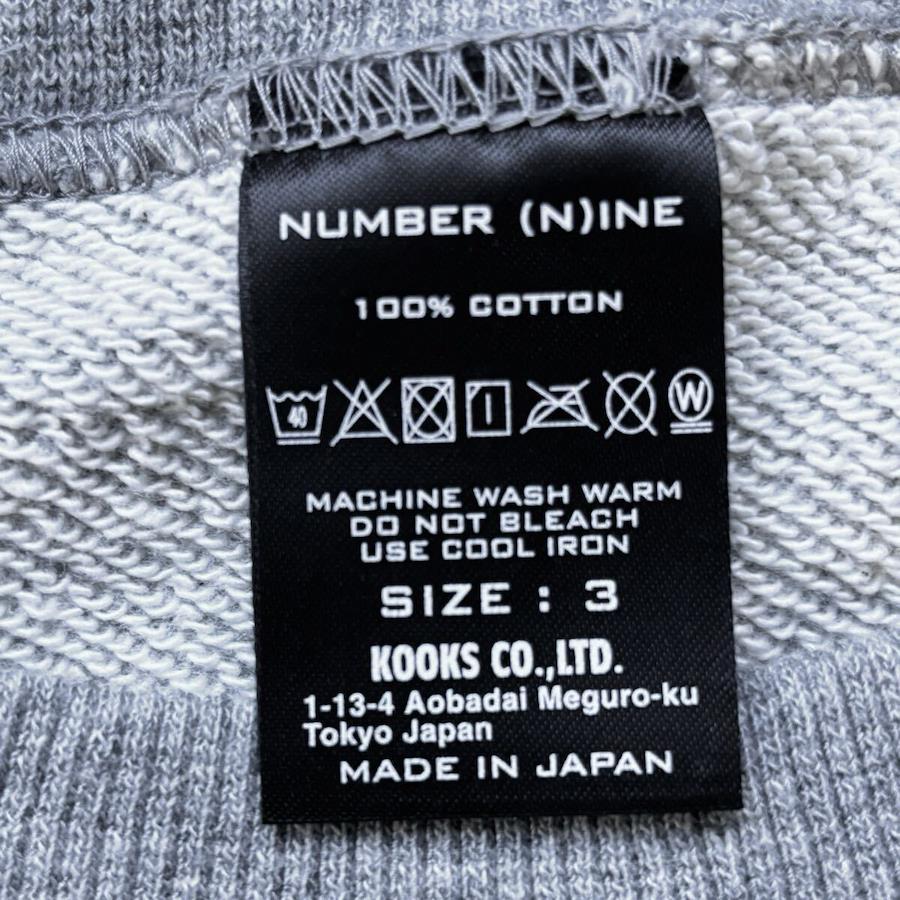 NUMBER (N)INE
100% COTTON
40
W
MACHINE WASH WARM
DO NOT BLEACH
USE COOL IRON
SIZE : 3
KOOKS CO.,LTD.
1-13-4 Aobadai Meguro-ku
Tokyo Japan
MADE IN JAPAN